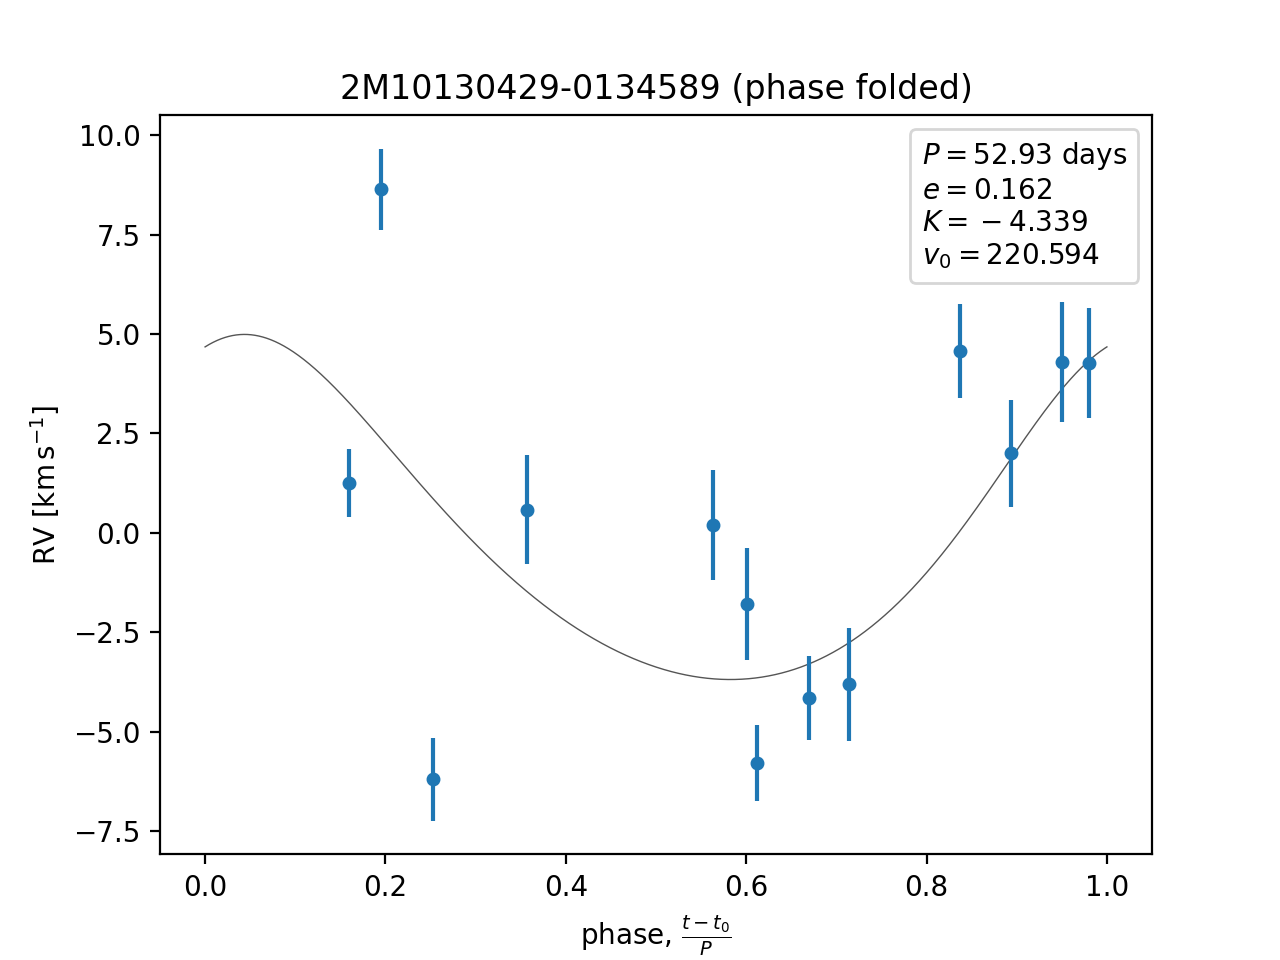 2M10130429-0134589 (phase folded)
10.0
7.5
5.0
2.5
0.0
−2.5
−5.0
−7.5
RV [km s⁻¹]
P = 52.93 days
e = 0.162
K = − 4.339
v₀ = 220.594
0.0 0.2 0.4 0.6 0.8 1.0
phase, (t − t₀)/P